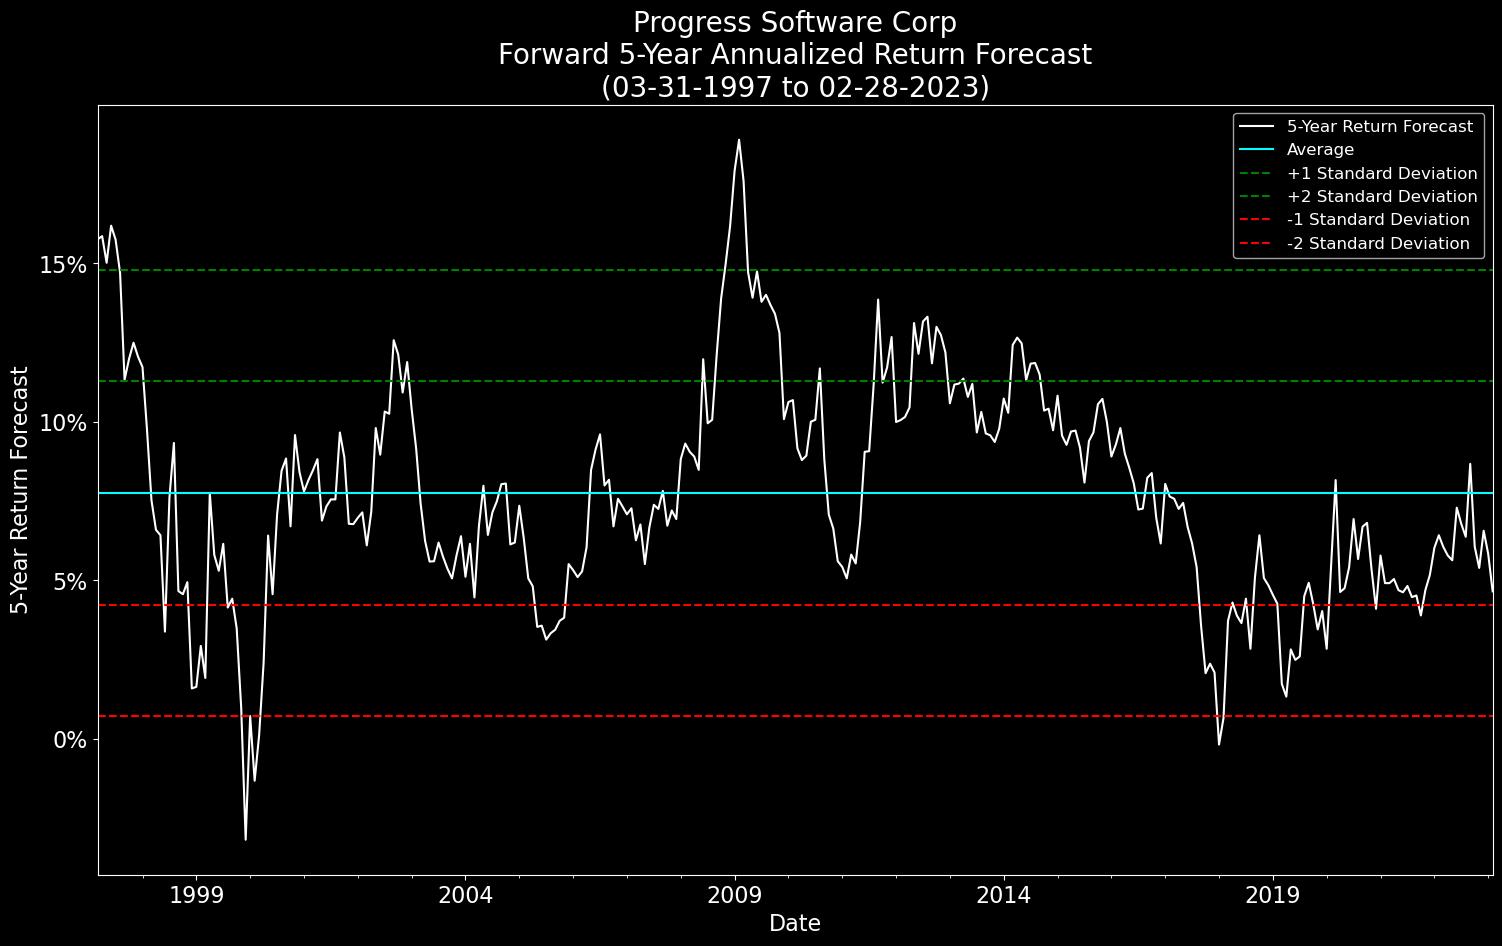 Progress Software Corp
Forward 5-Year Annualized Return Forecast
(03-31-1997 to 02-28-2023)
5-Year Return Forecast
Average
+1 Standard Deviation
+2 Standard Deviation
-1 Standard Deviation
-2 Standard Deviation
5-Year Return Forecast
15%
10%
5%
0%
1999
2004
2009
2014
2019
Date